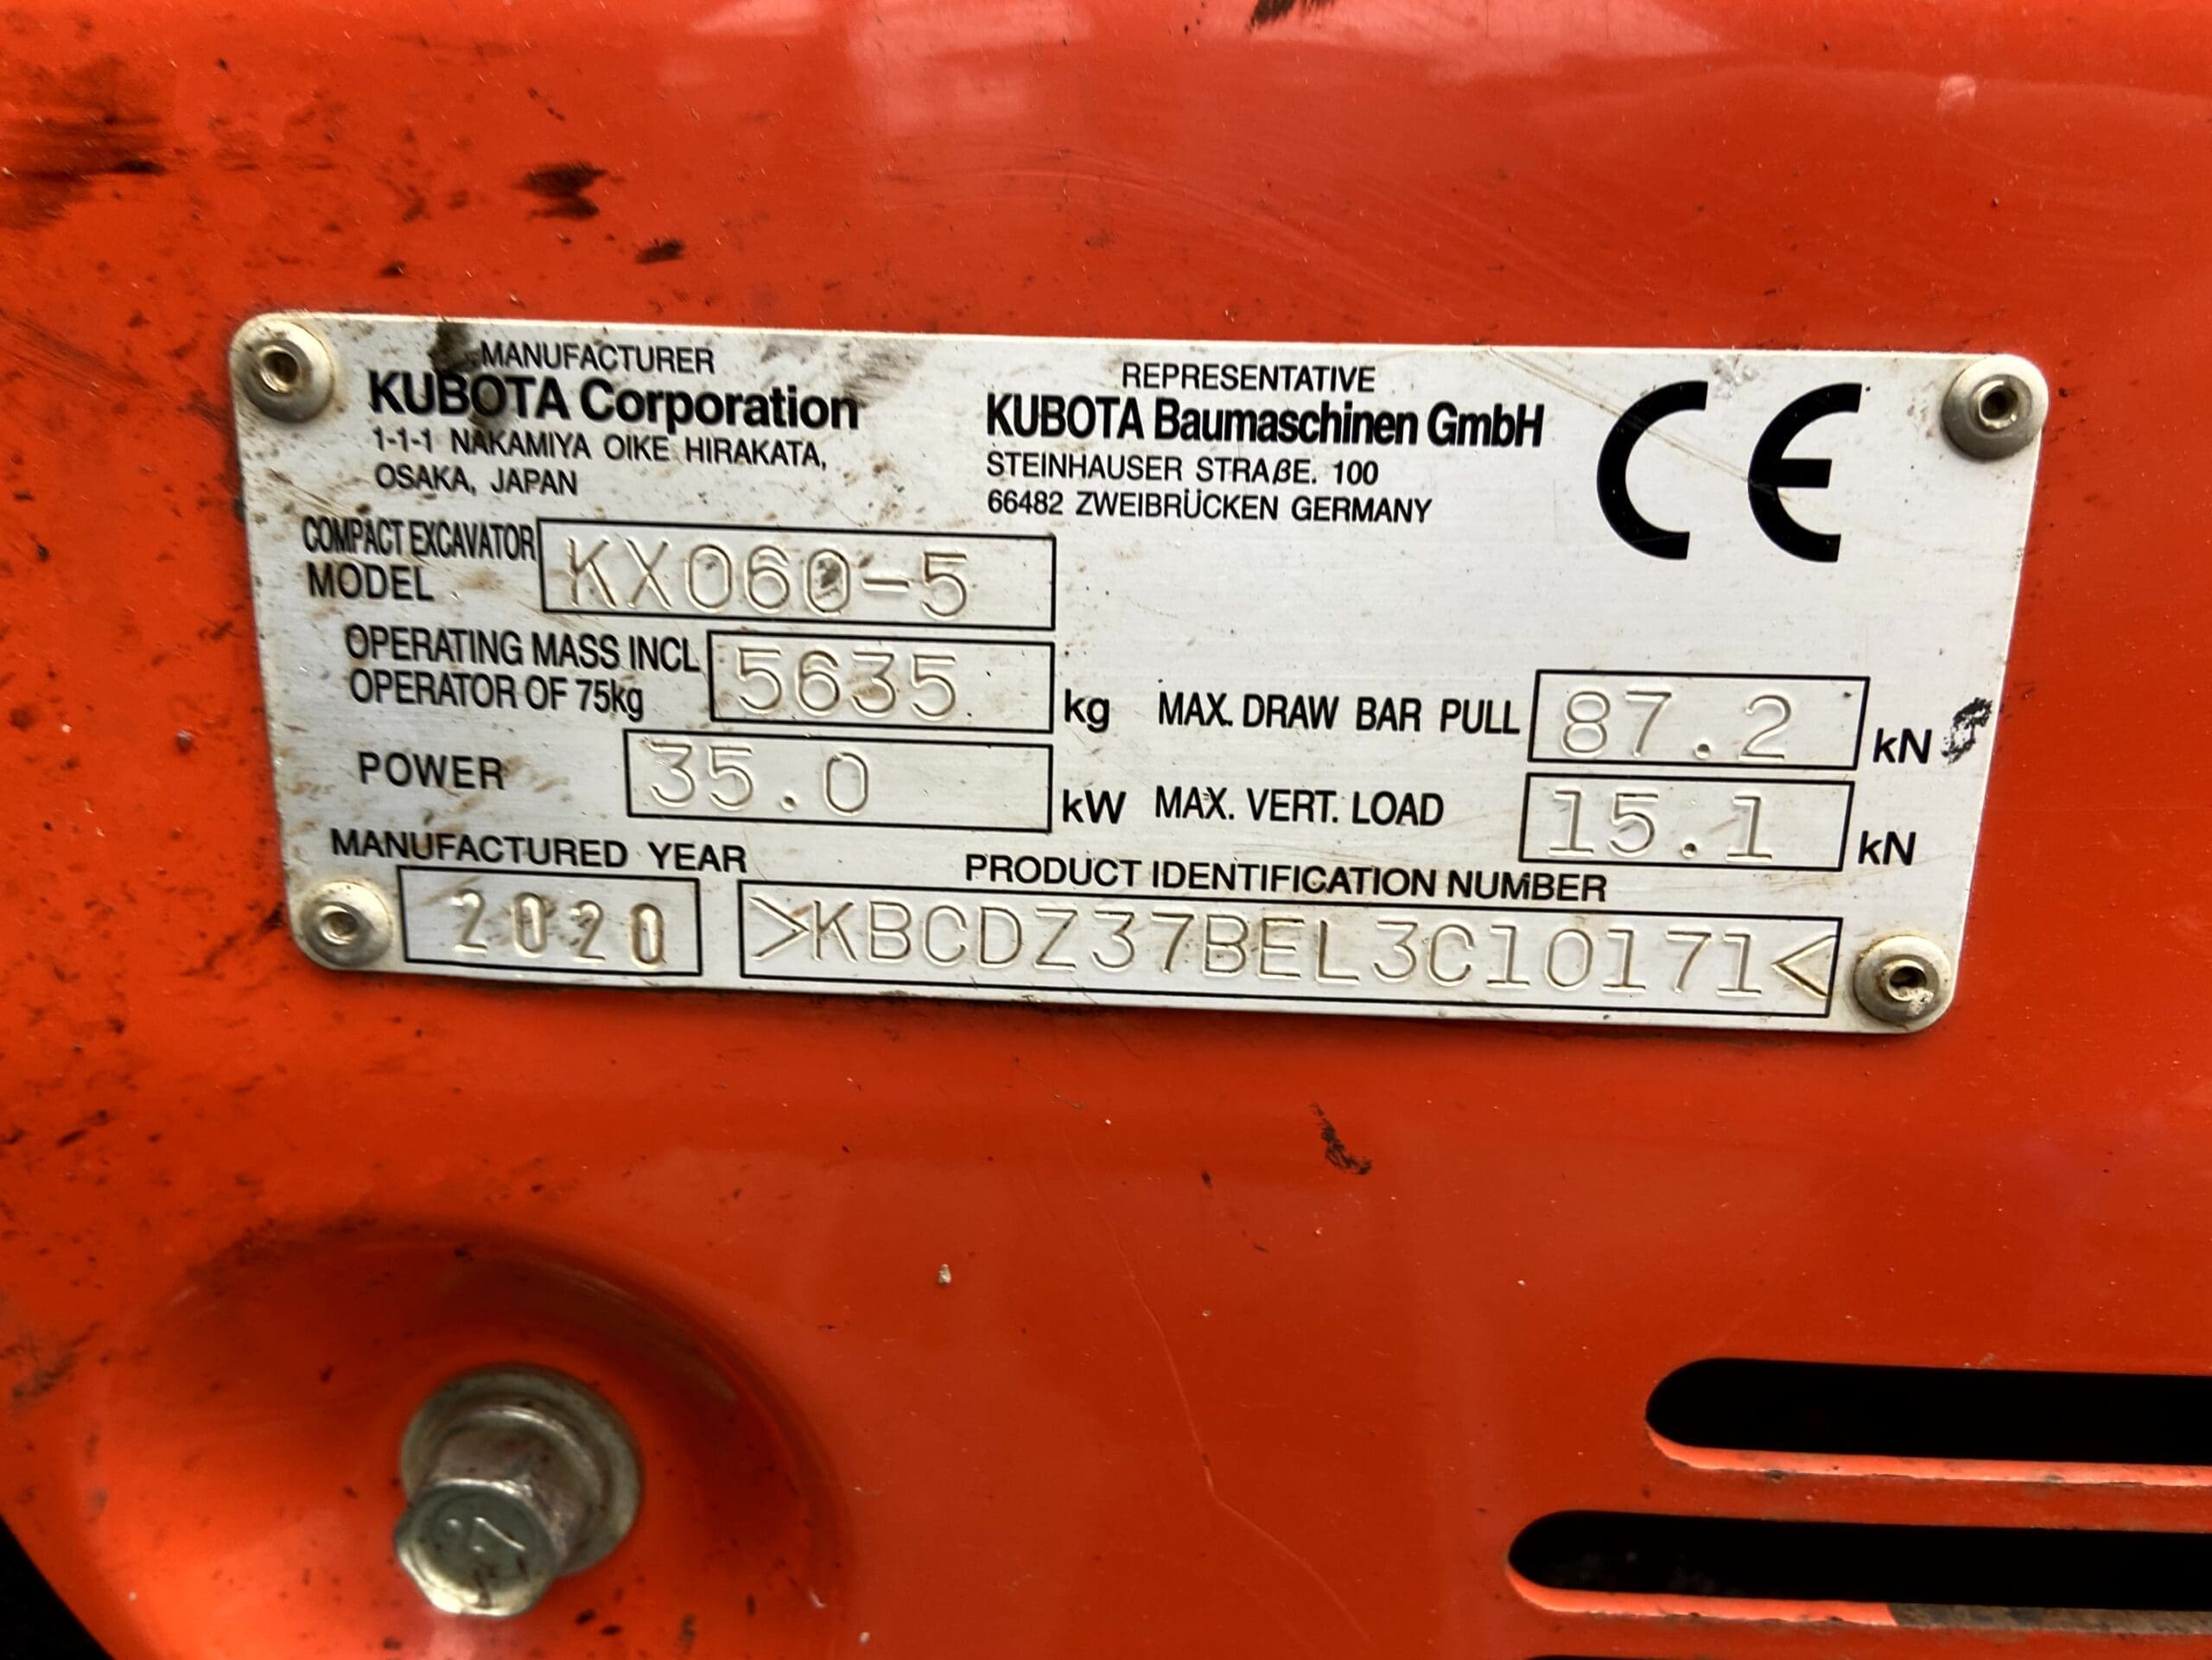 MANUFACTURER
KUBOTA Corporation
1-1-1 NAKAMIYA OIKE HIRAKATA,
OSAKA, JAPAN
REPRESENTATIVE
KUBOTA Baumaschinen GmbH
STEINHAUSER STRAßE. 100
66482 ZWEIBRÜCKEN GERMANY
CE
COMPACT EXCAVATOR
MODEL
KX060-5
OPERATING MASS INCL
OPERATOR OF 75kg
5635 kg
MAX. DRAW BAR PULL 87.2 kN
POWER 35.0 kW
MAX. VERT. LOAD 15.1 kN
MANUFACTURED YEAR
2020
PRODUCT IDENTIFICATION NUMBER
>KBCDZ37BEL3C10171<